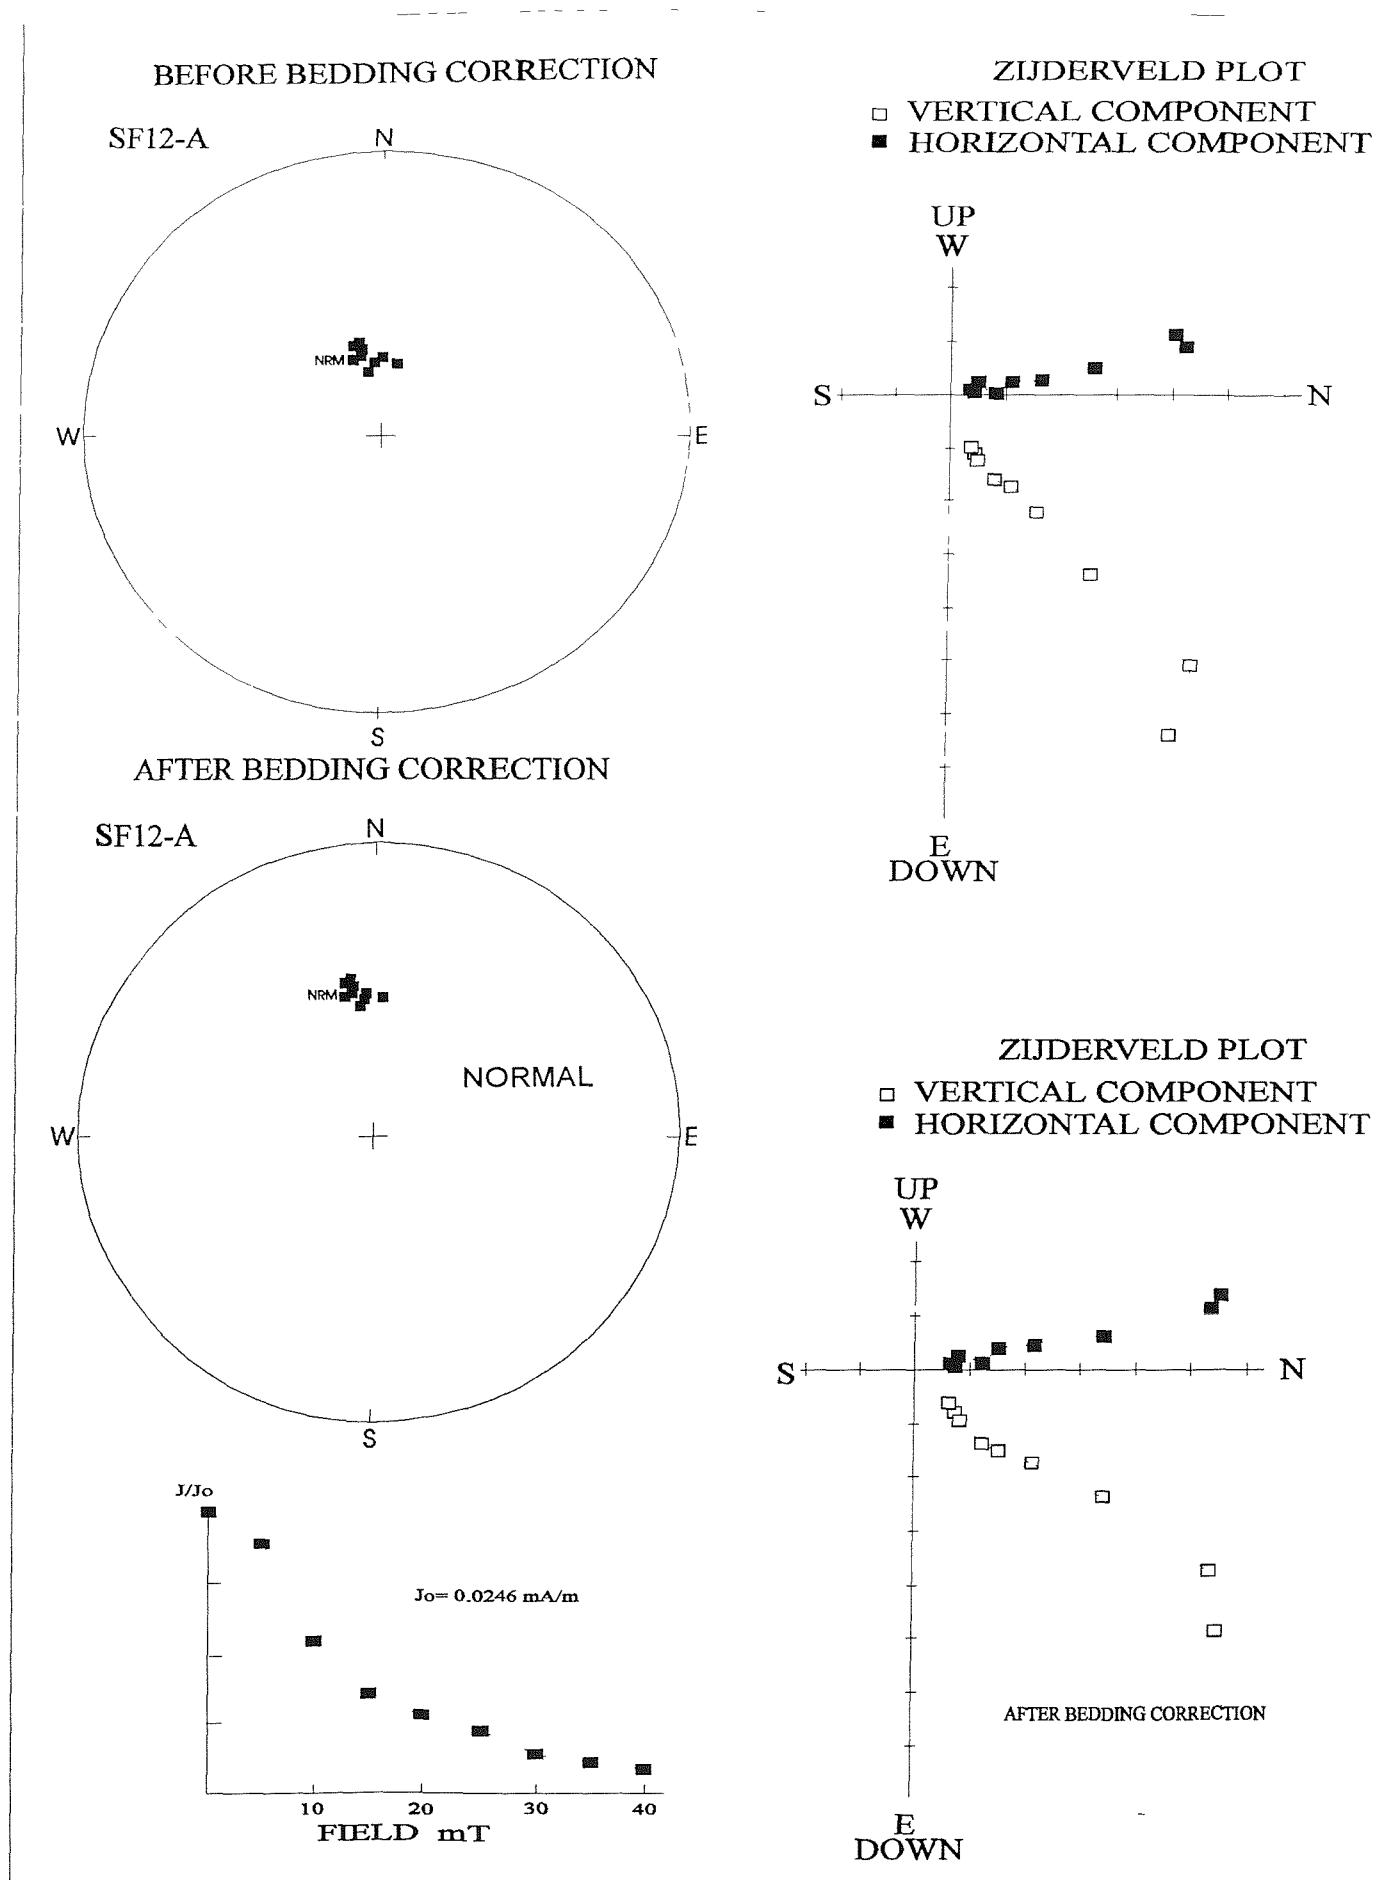 BEFORE BEDDING CORRECTION
SF12-A
N
NRM
W
E
S
ZIJDERVELD PLOT
VERTICAL COMPONENT
HORIZONTAL COMPONENT
UP
W
S
N
E
DOWN
AFTER BEDDING CORRECTION
SF12-A
N
NRM
NORMAL
W
E
S
ZIJDERVELD PLOT
VERTICAL COMPONENT
HORIZONTAL COMPONENT
UP
W
S
N
AFTER BEDDING CORRECTION
E
DOWN
J/Jo
Jo= 0.0246 mA/m
10 20 30 40
FIELD mT